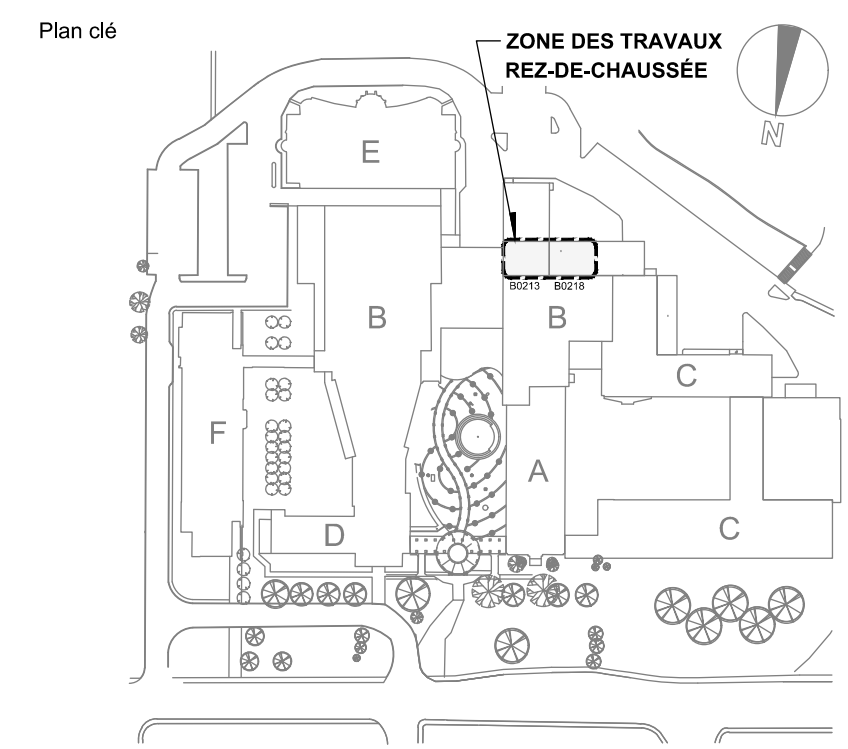 Plan clé
ZONE DES TRAVAUX
REZ-DE-CHAUSSÉE
N
E
B0213 B0218
B
B
C
F
A
D
C